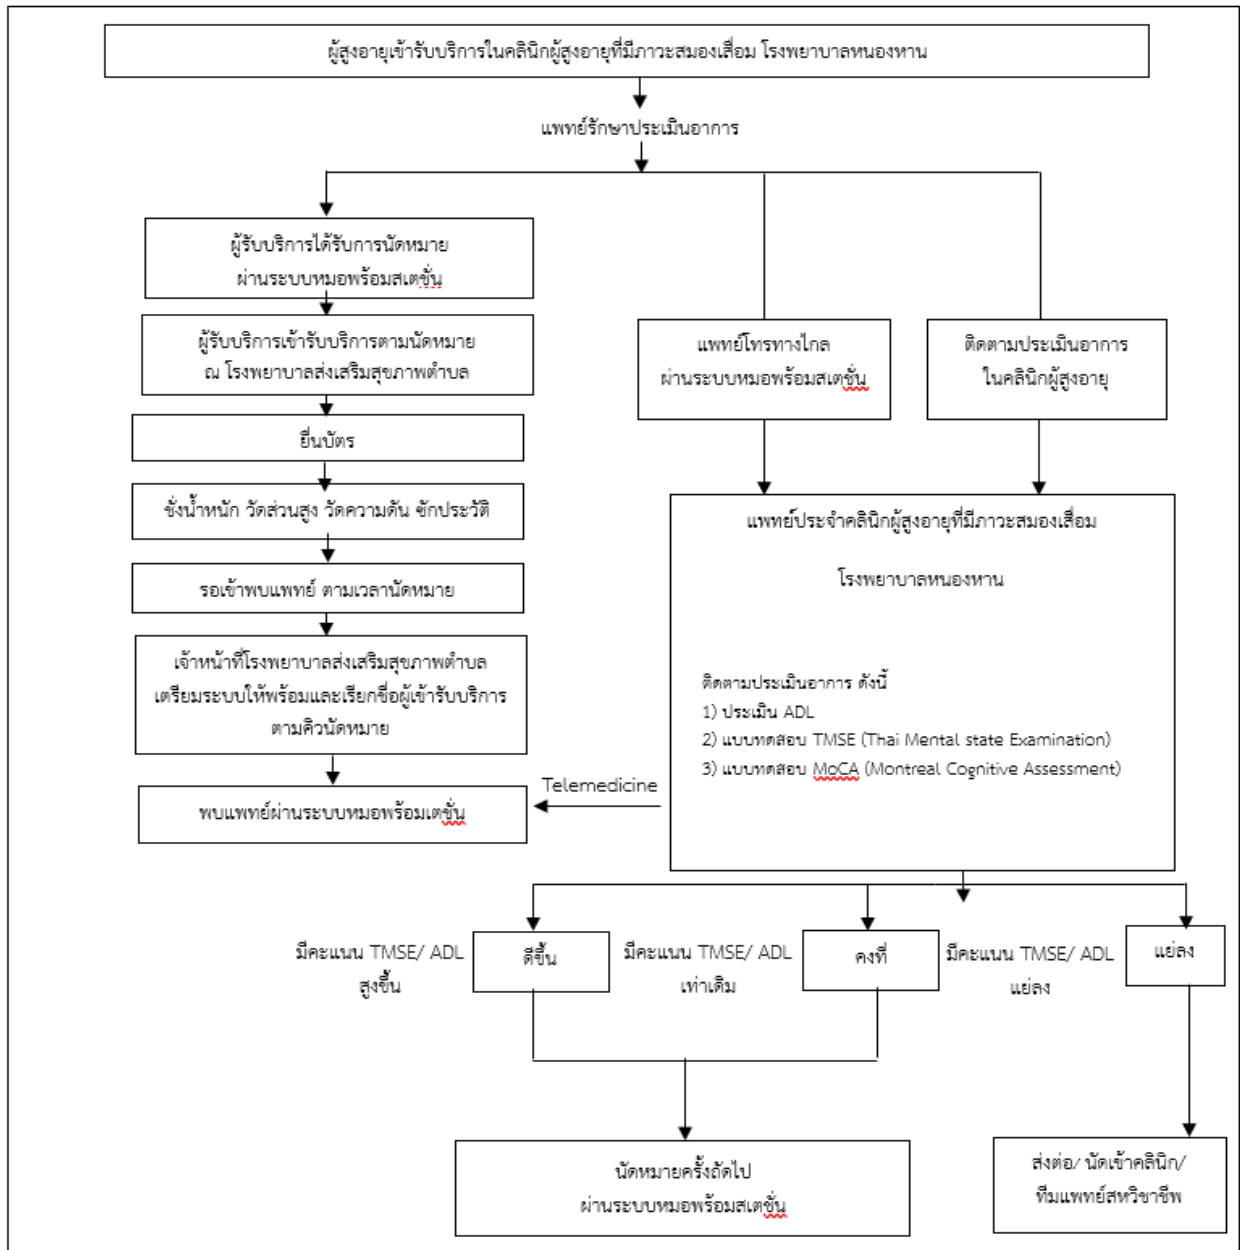 ผู้สูงอายุเข้ารับบริการในคลินิกผู้สูงอายุที่มีภาวะสมองเสื่อม โรงพยาบาลหนองหาน
แพทย์รักษาประเมินอาการ
ผู้รับบริการได้รับการนัดหมาย
ผ่านระบบหมอพร้อมสเตชั่น
ผู้รับบริการเข้ารับบริการตามนัดหมาย
ณ โรงพยาบาลส่งเสริมสุขภาพตำบล
ยื่นบัตร
ชั่งน้ำหนัก วัดส่วนสูง วัดความดัน ซักประวัติ
รอเข้าพบแพทย์ ตามเวลานัดหมาย
เจ้าหน้าที่โรงพยาบาลส่งเสริมสุขภาพตำบล
เตรียมระบบให้พร้อมและเรียกชื่อผู้เข้ารับบริการ
ตามคิวนัดหมาย
พบแพทย์ผ่านระบบหมอพร้อมเตชั่น
แพทย์โทรทางไกล
ผ่านระบบหมอพร้อมสเตชั่น
ติดตามประเมินอาการ
ในคลินิกผู้สูงอายุ
แพทย์ประจำคลินิกผู้สูงอายุที่มีภาวะสมองเสื่อม
โรงพยาบาลหนองหาน
ติดตามประเมินอาการ ดังนี้
1) ประเมิน ADL
2) แบบทดสอบ TMSE (Thai Mental state Examination)
3) แบบทดสอบ MoCA (Montreal Cognitive Assessment)
Telemedicine
มีคะแนน TMSE/ ADL
สูงขึ้น
ดีขึ้น
มีคะแนน TMSE/ ADL
เท่าเดิม
คงที่
มีคะแนน TMSE/ ADL
แย่ลง
แย่ลง
นัดหมายครั้งถัดไป
ผ่านระบบหมอพร้อมสเตชั่น
ส่งต่อ/ นัดเข้าคลินิก/
ทีมแพทย์สหวิชาชีพ